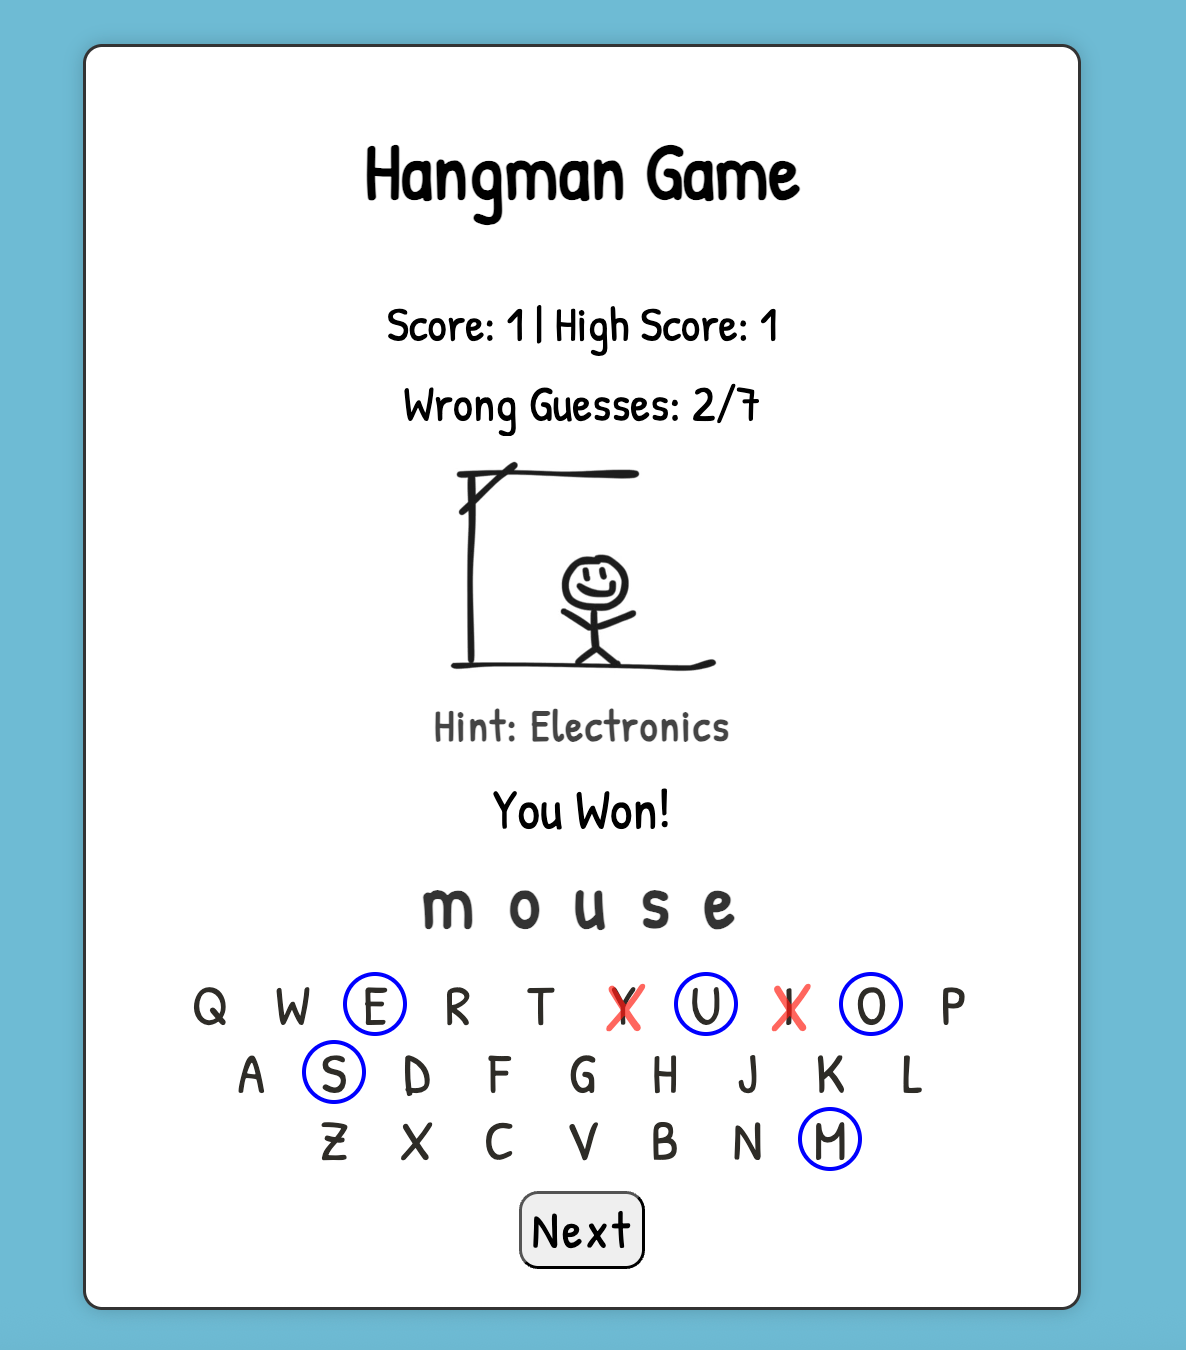 Hangman Game
Score: 1 | High Score: 1
Wrong Guesses: 2/7
Hint: Electronics
You Won!
m o u s e
Q W E R T Y U I O P
A S D F G H J K L
Z X C V B N M
Next